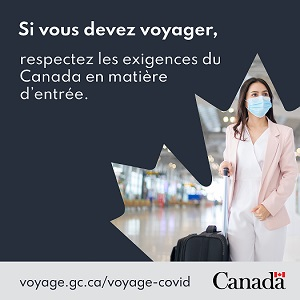 Si vous devez voyager,
respectez les exigences du
Canada en matière
d'entrée.
voyage.gc.ca/voyage-covid
Canada